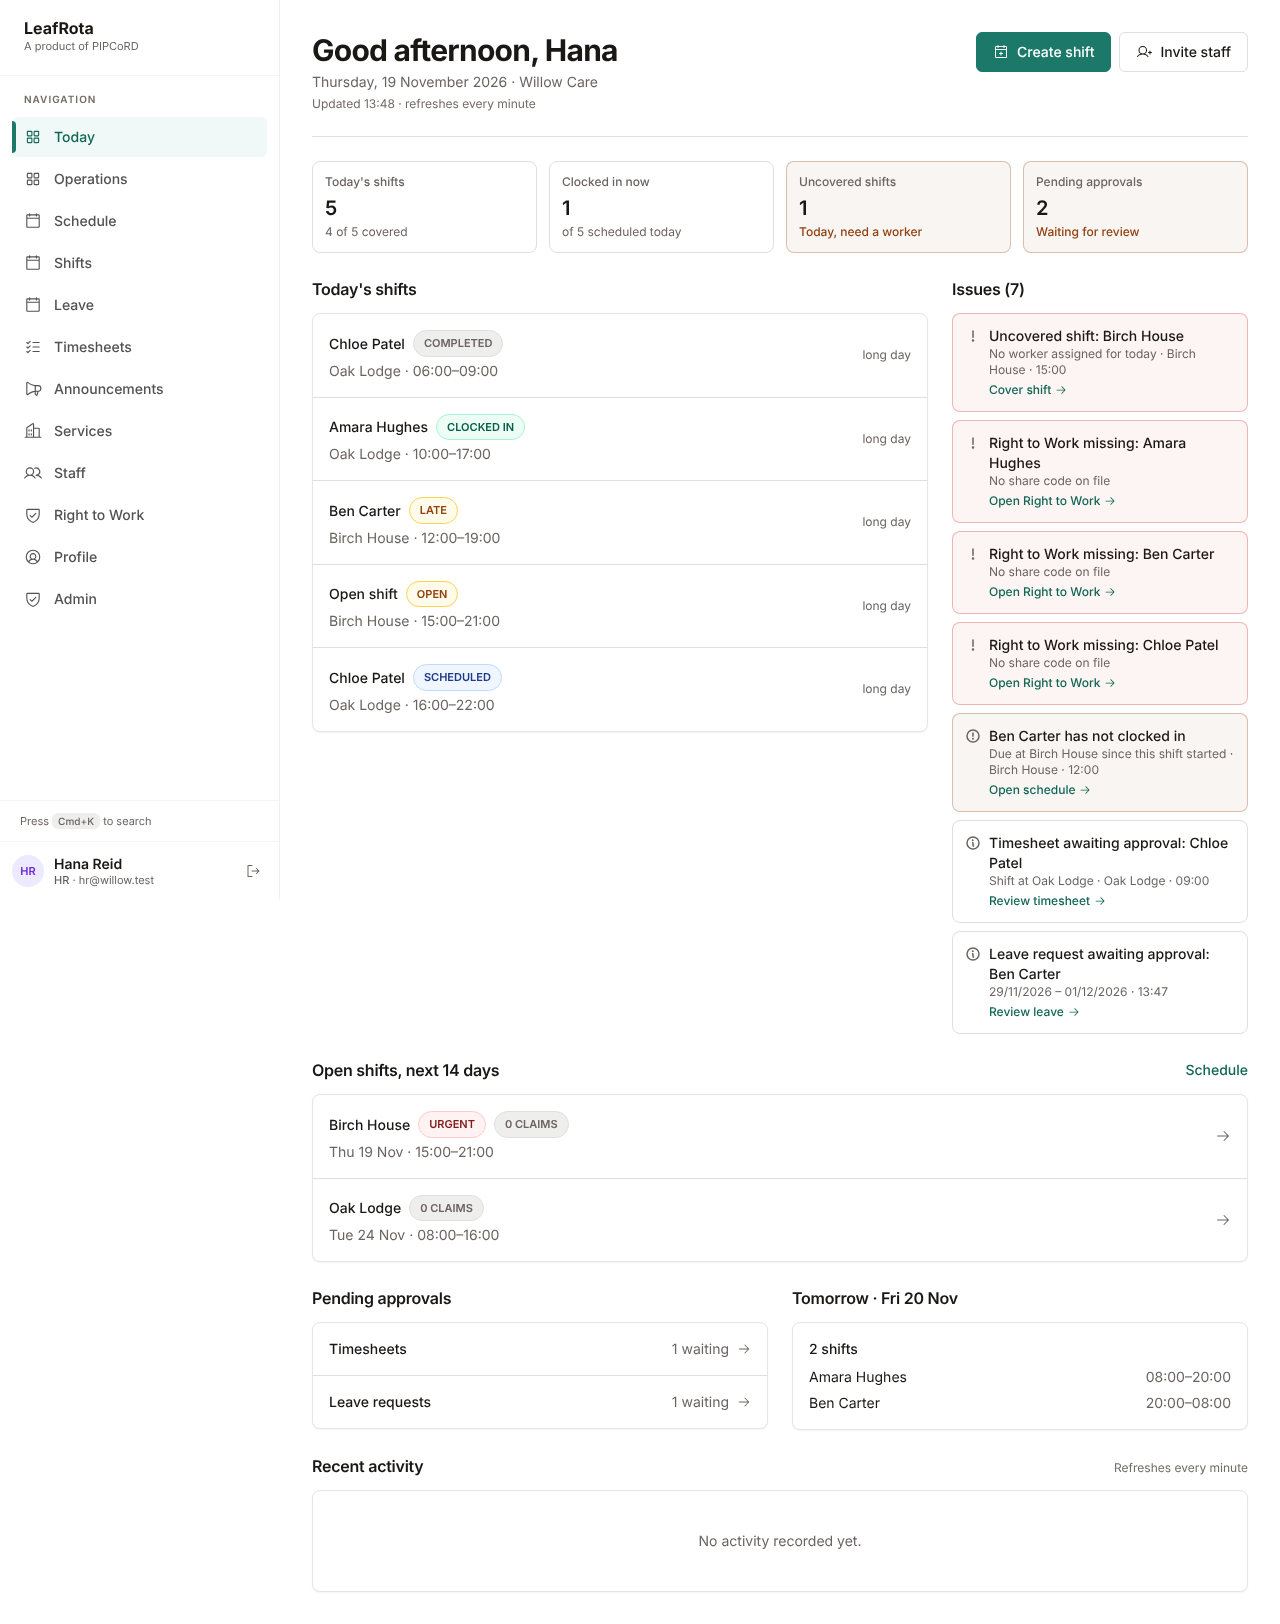 LeafRota
A product of PIPCoRD
NAVIGATION
Today
Operations
Schedule
Shifts
Leave
Timesheets
Announcements
Services
Staff
Right to Work
Profile
Admin
Press Cmd+K to search
HR
Hana Reid
HR · hr@willow.test
Good afternoon, Hana
Thursday, 19 November 2026 · Willow Care
Updated 13:48 · refreshes every minute
Create shift
Invite staff
Today's shifts
5
4 of 5 covered
Clocked in now
1
of 5 scheduled today
Uncovered shifts
1
Today, need a worker
Pending approvals
2
Waiting for review
Today's shifts
Chloe Patel COMPLETED
Oak Lodge · 06:00–09:00
long day
Amara Hughes CLOCKED IN
Oak Lodge · 10:00–17:00
long day
Ben Carter LATE
Birch House · 12:00–19:00
long day
Open shift OPEN
Birch House · 15:00–21:00
long day
Chloe Patel SCHEDULED
Oak Lodge · 16:00–22:00
long day
Issues (7)
Uncovered shift: Birch House
No worker assigned for today · Birch
House · 15:00
Cover shift →
Right to Work missing: Amara
Hughes
No share code on file
Open Right to Work →
Right to Work missing: Ben Carter
No share code on file
Open Right to Work →
Right to Work missing: Chloe Patel
No share code on file
Open Right to Work →
Ben Carter has not clocked in
Due at Birch House since this shift started ·
Birch House · 12:00
Open schedule →
Timesheet awaiting approval: Chloe
Patel
Shift at Oak Lodge · Oak Lodge · 09:00
Review timesheet →
Leave request awaiting approval:
Ben Carter
29/11/2026 – 01/12/2026 · 13:47
Review leave →
Open shifts, next 14 days
Schedule
Birch House URGENT 0 CLAIMS
Thu 19 Nov · 15:00–21:00
Oak Lodge 0 CLAIMS
Tue 24 Nov · 08:00–16:00
Pending approvals
Timesheets 1 waiting →
Leave requests 1 waiting →
Tomorrow · Fri 20 Nov
2 shifts
Amara Hughes 08:00–20:00
Ben Carter 20:00–08:00
Recent activity
Refreshes every minute
No activity recorded yet.